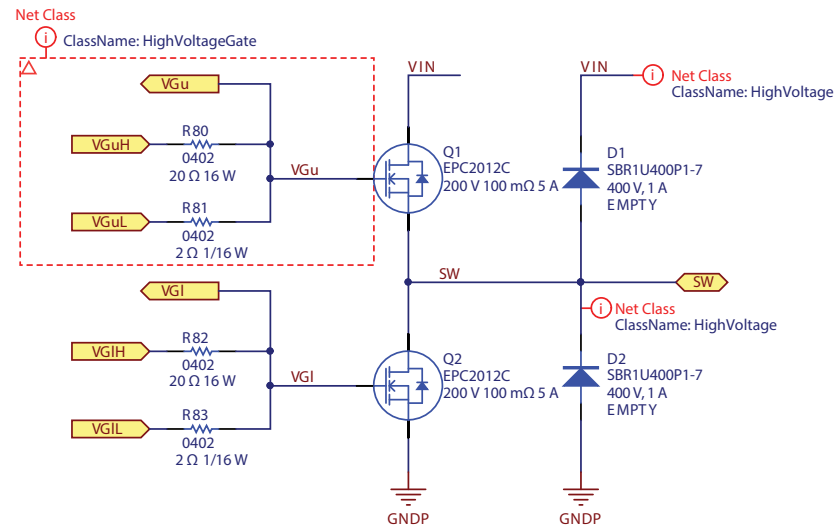 Net Class
i
ClassName: HighVoltageGate
VGu
R80
VGuH
0402
20 Ω 16 W
VGu
R81
VGuL
0402
2 Ω 1/16 W
VIN
Q1
EPC2012C
200 V 100 mΩ 5 A
VIN
i
Net Class
ClassName: HighVoltage
D1
SBR1U400P1-7
400 V, 1 A
EMPTY
SW
SW
VGl
R82
VGlH
0402
20 Ω 16 W
VGl
R83
VGlL
0402
2 Ω 1/16 W
i
Net Class
ClassName: HighVoltage
Q2
EPC2012C
200 V 100 mΩ 5 A
D2
SBR1U400P1-7
400 V, 1 A
EMPTY
GNDP
GNDP